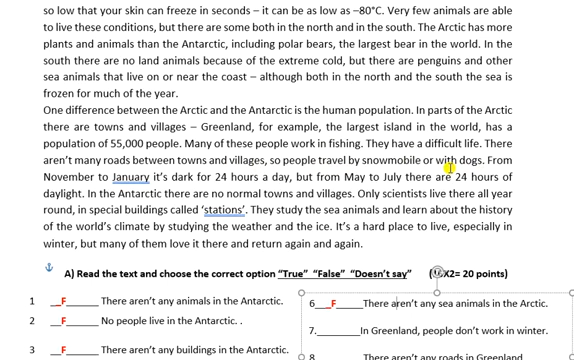 so low that your skin can freeze in seconds – it can be as low as –80°C. Very few animals are able
to live these conditions, but there are some both in the north and in the south. The Arctic has more
plants and animals than the Antarctic, including polar bears, the largest bear in the world. In the
south there are no land animals because of the extreme cold, but there are penguins and other
sea animals that live on or near the coast – although both in the north and the south the sea is
frozen for much of the year.
One difference between the Arctic and the Antarctic is the human population. In parts of the Arctic
there are towns and villages – Greenland, for example, the largest island in the world, has a
population of 55,000 people. Many of these people work in fishing. They have a difficult life. There
aren't many roads between towns and villages, so people travel by snowmobile or with dogs. From
November to January it's dark for 24 hours a day, but from May to July there are 24 hours of
daylight. In the Antarctic there are no normal towns and villages. Only scientists live there all year
round, in special buildings called 'stations'. They study the sea animals and learn about the history
of the world's climate by studying the weather and the ice. It's a hard place to live, especially in
winter, but many of them love it there and return again and again.
A) Read the text and choose the correct option "True" "False" "Doesn't say" X2= 20 points)
1 __F______ There aren't any animals in the Antarctic.
2 __F______ No people live in the Antarctic. .
3 __F______ There aren't any buildings in the Antarctic.
6___F_____There aren't any sea animals in the Arctic.
7.________In Greenland, people don't work in winter.
8 There aren't any roads in Greenland